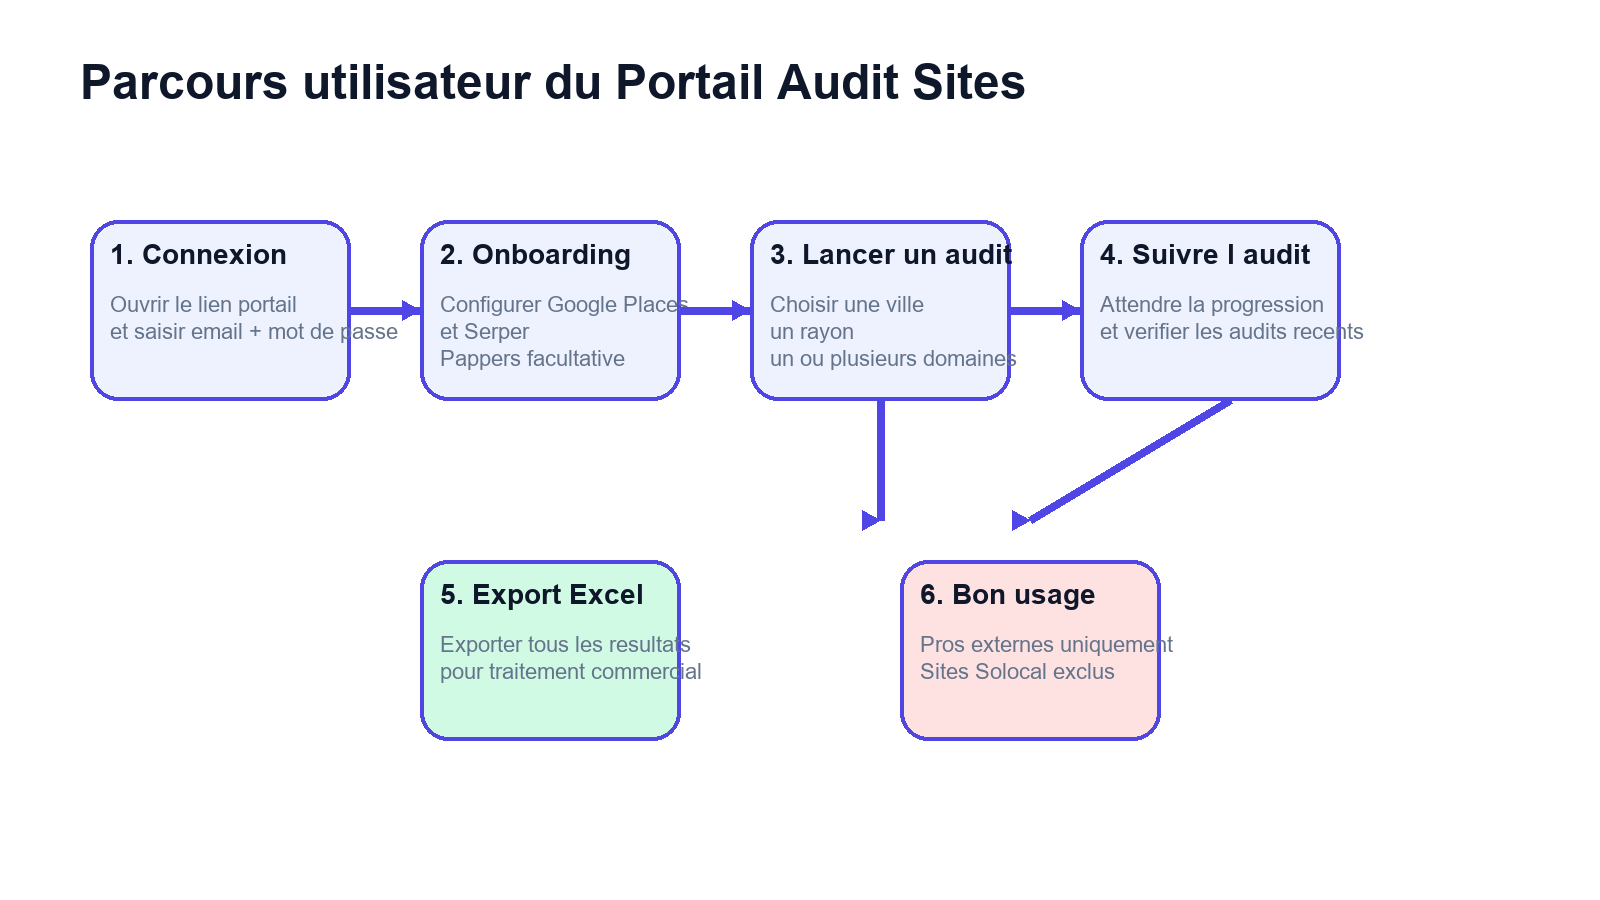 Parcours utilisateur du Portail Audit Sites
1. Connexion
Ouvrir le lien portail
et saisir email + mot de passe
2. Onboarding
Configurer Google Places
et Serper
Pappers facultative
3. Lancer un audit
Choisir une ville
un rayon
un ou plusieurs domaines
4. Suivre l audit
Attendre la progression
et verifier les audits recents
5. Export Excel
Exporter tous les resultats
pour traitement commercial
6. Bon usage
Pros externes uniquement
Sites Solocal exclus